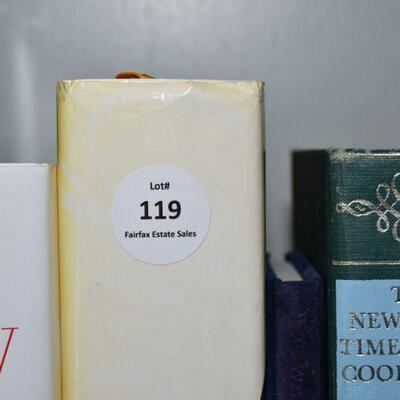 Lot#
119
Fairfax Estate Sales
NEW
TIME
COO